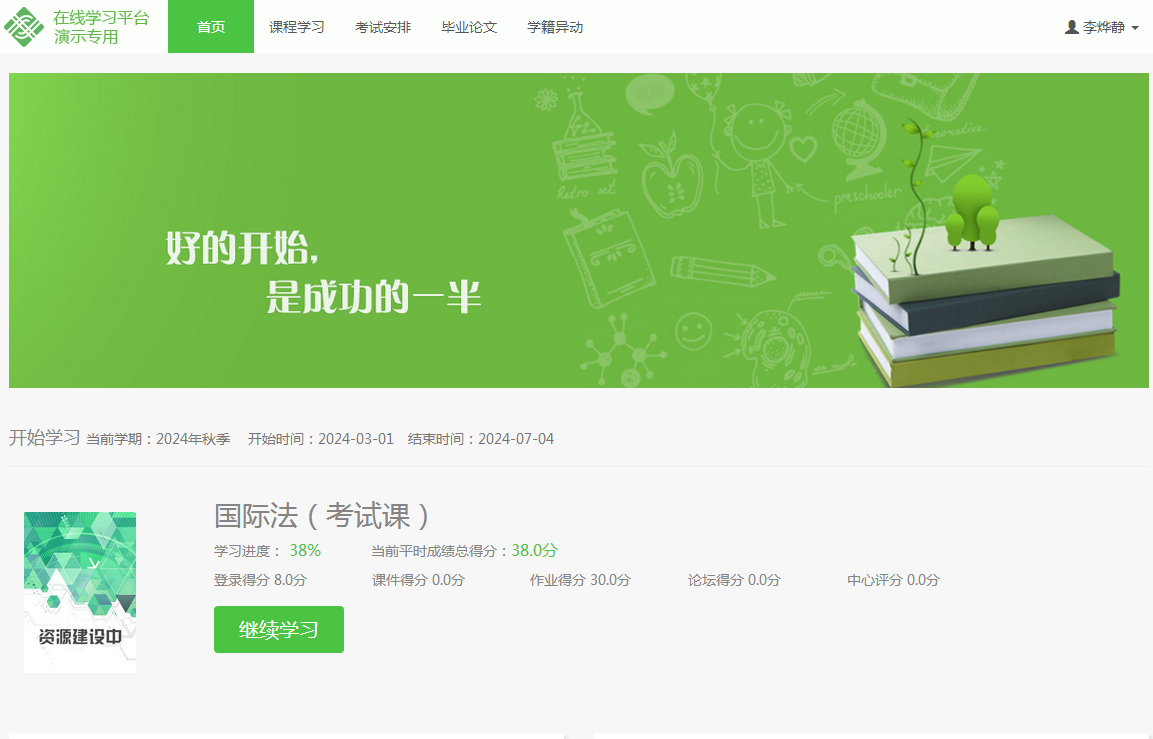 在线学习平台
演示专用
首页 课程学习 考试安排 毕业论文 学籍异动 李烨静
WOW
creative
Retro set
preschooler
好的开始,
是成功的一半
开始学习 当前学期：2024年秋季 开始时间：2024-03-01 结束时间：2024-07-04
国际法（考试课）
学习进度： 38% 当前平时成绩总得分：38.0分
登录得分 8.0分 课件得分 0.0分 作业得分 30.0分 论坛得分 0.0分 中心评分 0.0分
资源建设中
继续学习